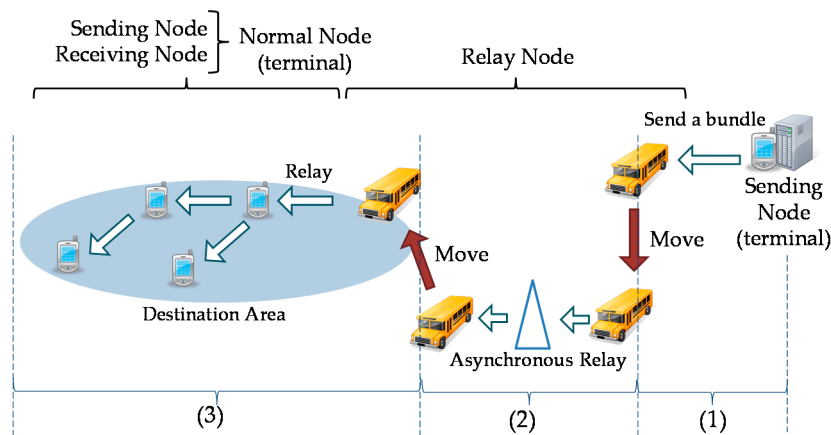 Sending Node
Receiving Node
Normal Node
(terminal)
Relay Node
Send a bundle
Relay
Sending
Node
(terminal)
Move
Move
Destination Area
Asynchronous Relay
(3)
(2)
(1)